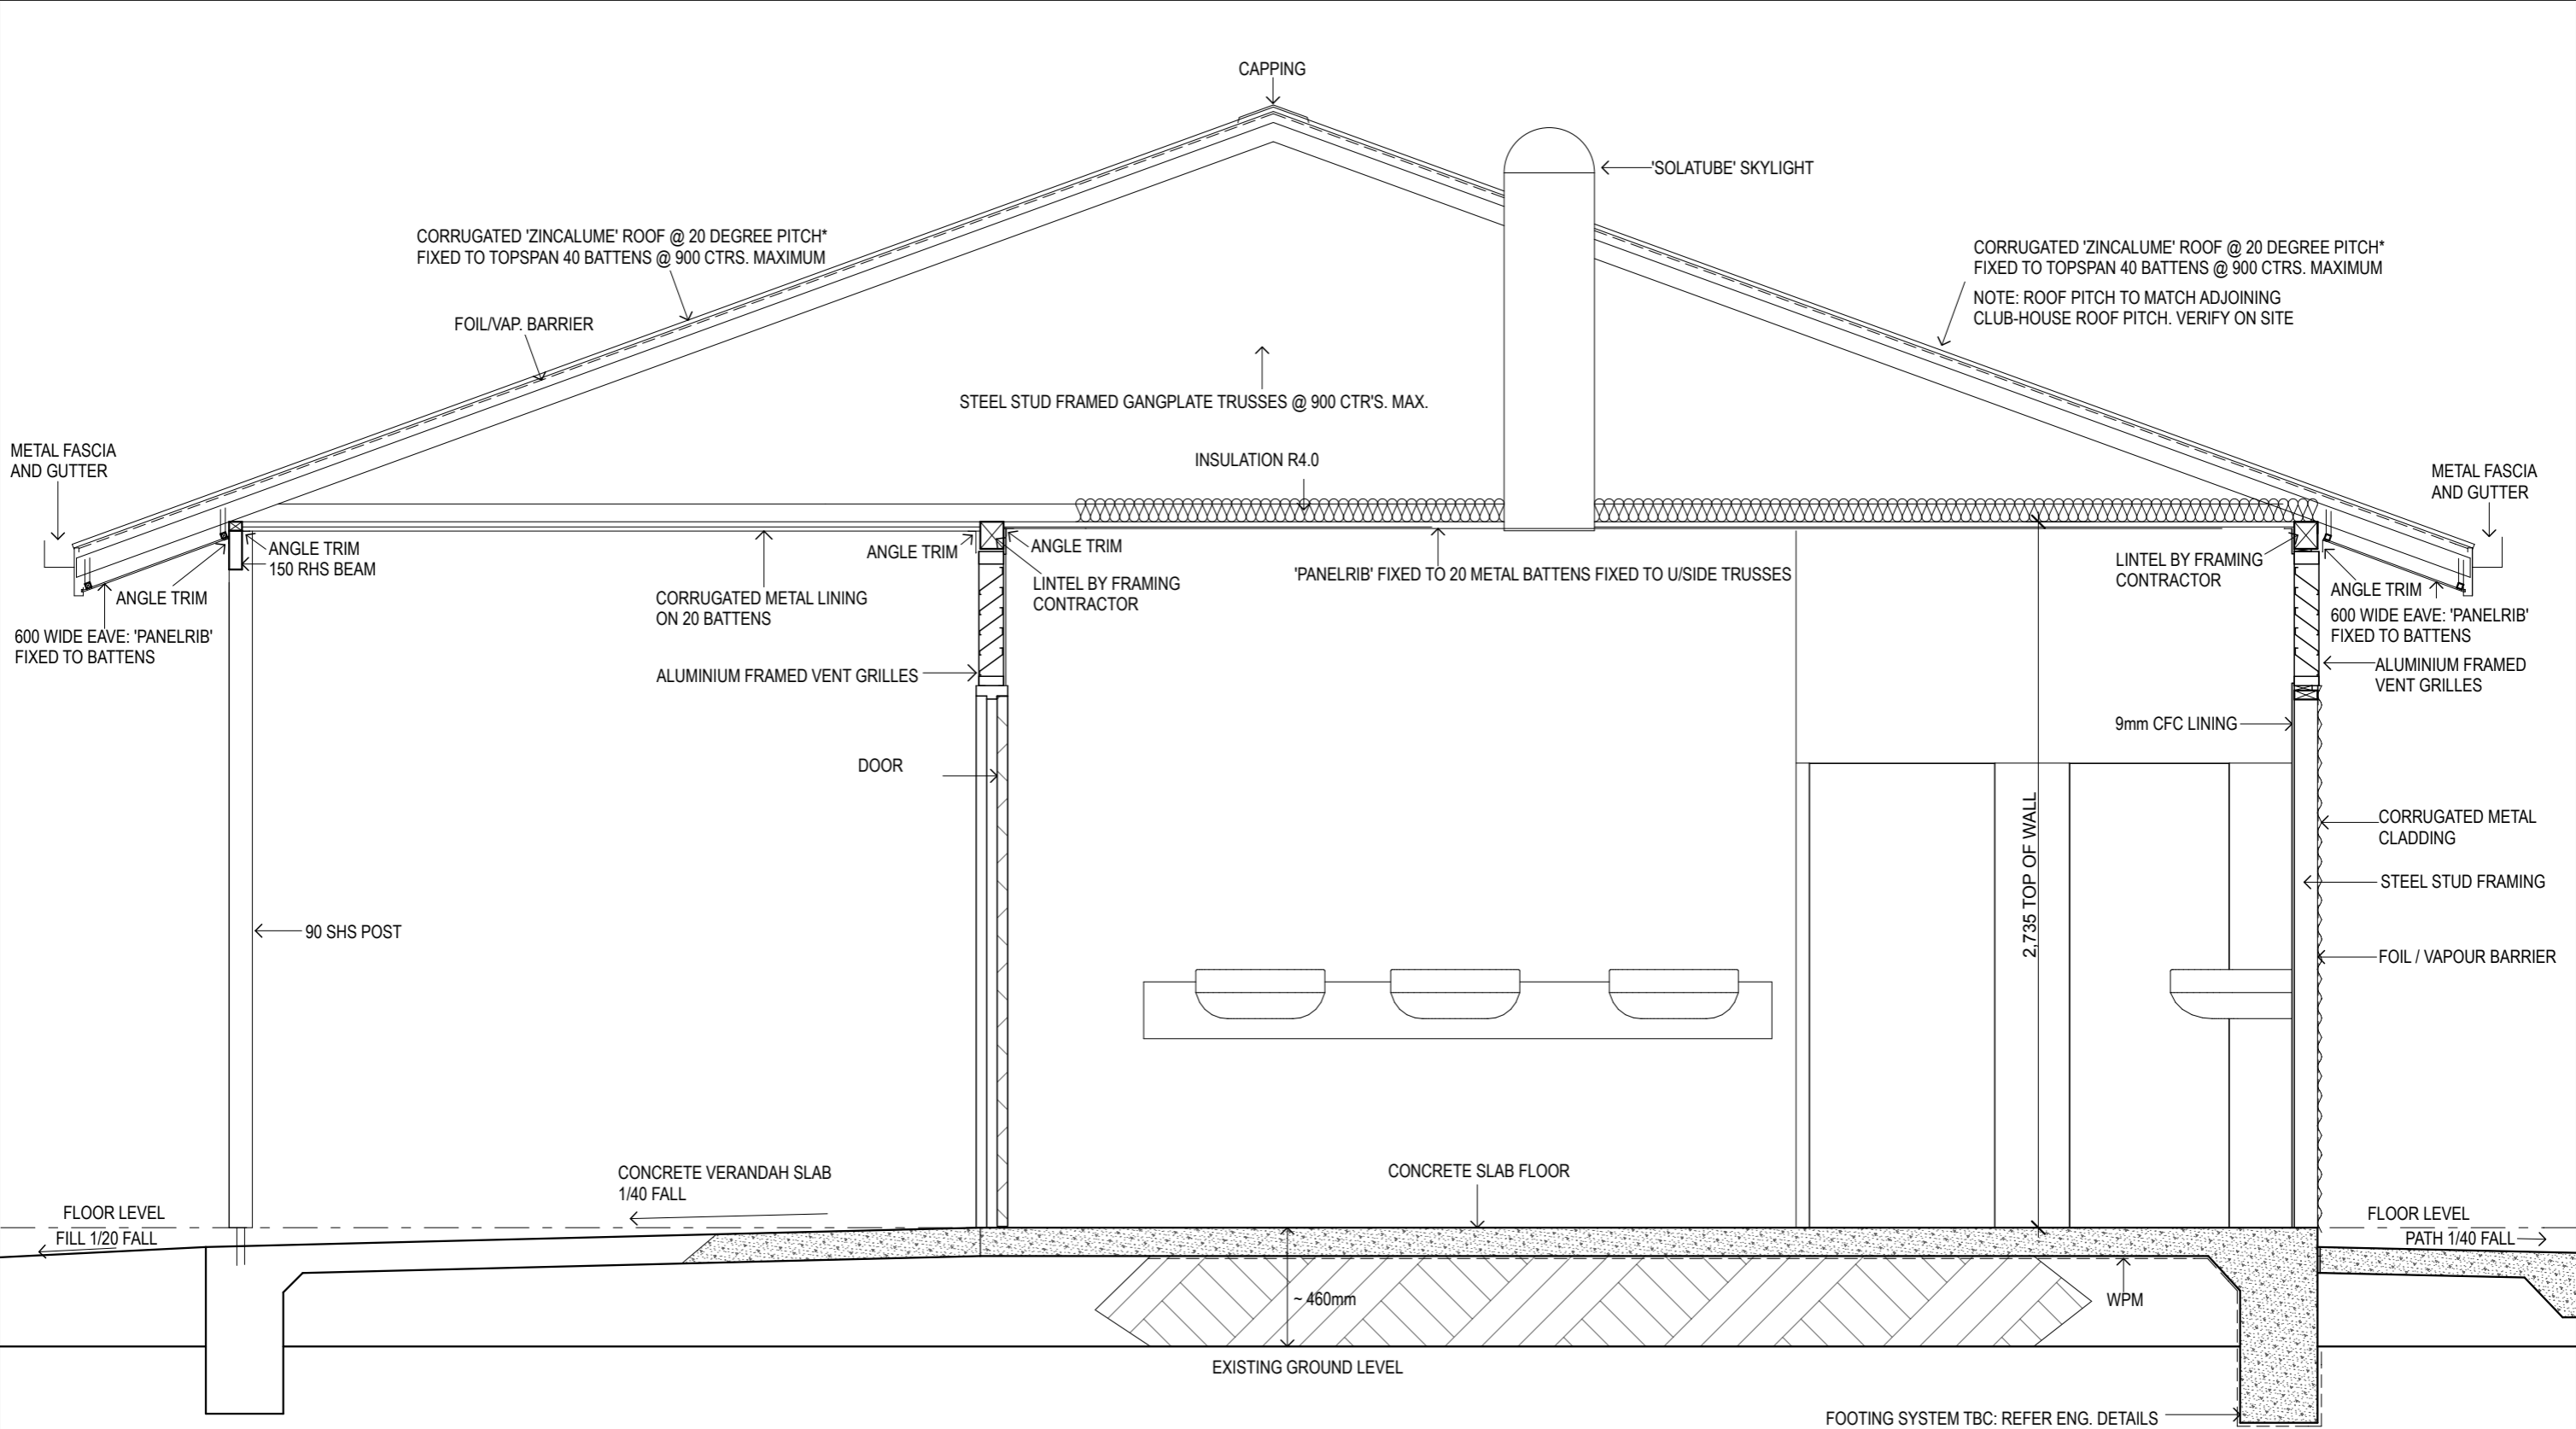 CAPPING
'SOLATUBE' SKYLIGHT
CORRUGATED 'ZINCALUME' ROOF @ 20 DEGREE PITCH*
FIXED TO TOPSPAN 40 BATTENS @ 900 CTRS. MAXIMUM
CORRUGATED 'ZINCALUME' ROOF @ 20 DEGREE PITCH*
FIXED TO TOPSPAN 40 BATTENS @ 900 CTRS. MAXIMUM
NOTE: ROOF PITCH TO MATCH ADJOINING
CLUB-HOUSE ROOF PITCH. VERIFY ON SITE
FOIL/VAP. BARRIER
STEEL STUD FRAMED GANGPLATE TRUSSES @ 900 CTR'S. MAX.
METAL FASCIA
AND GUTTER
INSULATION R4.0
METAL FASCIA
AND GUTTER
ANGLE TRIM
150 RHS BEAM
ANGLE TRIM
ANGLE TRIM
LINTEL BY FRAMING
CONTRACTOR
'PANELRIB' FIXED TO 20 METAL BATTENS FIXED TO U/SIDE TRUSSES
LINTEL BY FRAMING
CONTRACTOR
ANGLE TRIM
ANGLE TRIM
CORRUGATED METAL LINING
ON 20 BATTENS
600 WIDE EAVE: 'PANELRIB'
FIXED TO BATTENS
600 WIDE EAVE: 'PANELRIB'
FIXED TO BATTENS
ALUMINIUM FRAMED VENT GRILLES
ALUMINIUM FRAMED
VENT GRILLES
9mm CFC LINING
DOOR
CORRUGATED METAL
CLADDING
2,735 TOP OF WALL
STEEL STUD FRAMING
90 SHS POST
FOIL / VAPOUR BARRIER
CONCRETE VERANDAH SLAB
1/40 FALL
CONCRETE SLAB FLOOR
FLOOR LEVEL
FILL 1/20 FALL
FLOOR LEVEL
PATH 1/40 FALL
~ 460mm
WPM
EXISTING GROUND LEVEL
FOOTING SYSTEM TBC: REFER ENG. DETAILS